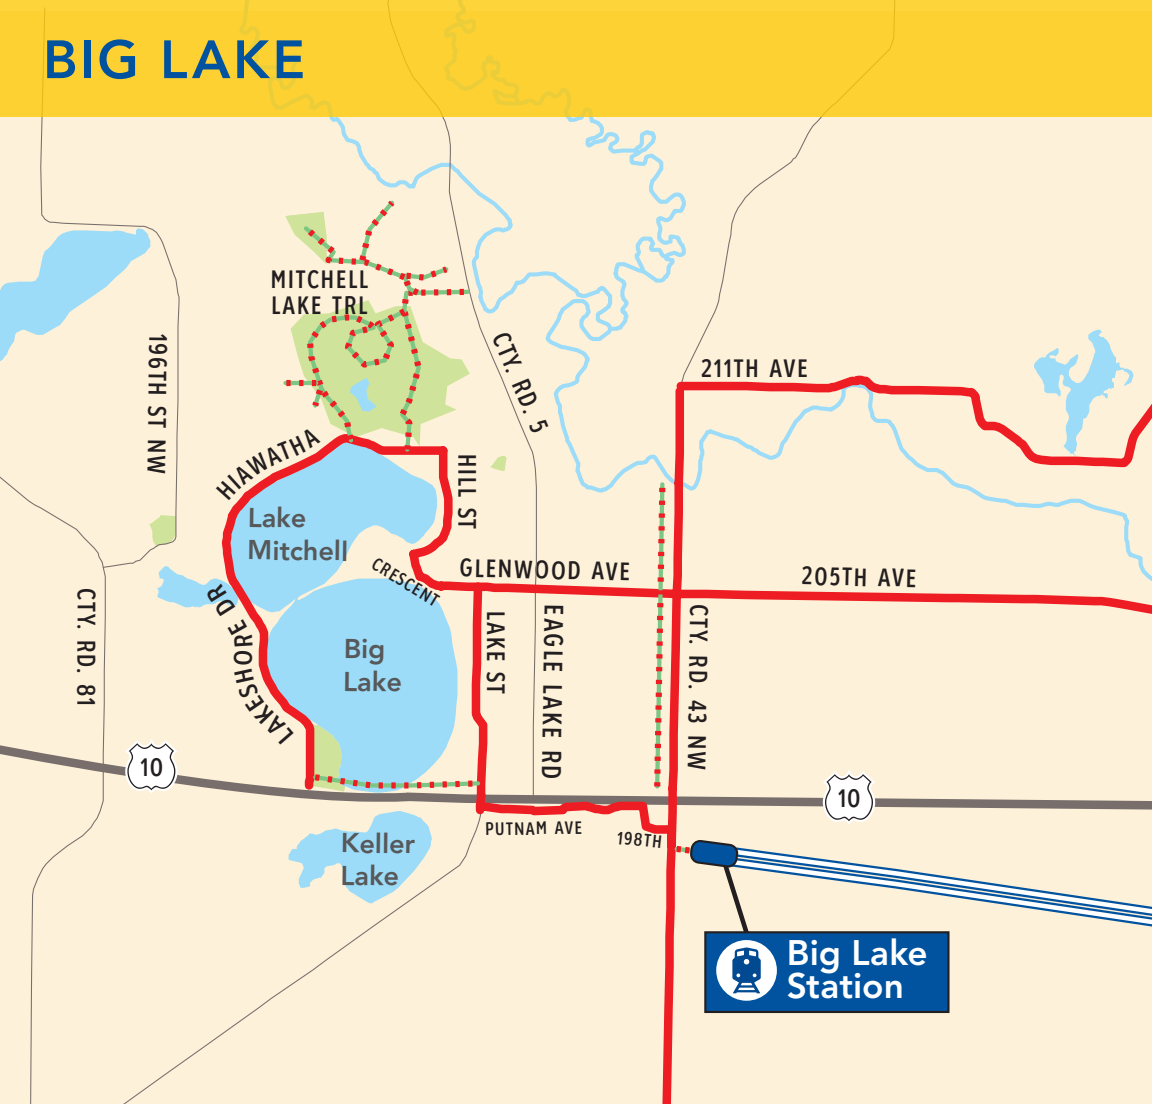 BIG LAKE
MITCHELL
LAKE TRL
196TH ST NW
CTY. RD. 5
211TH AVE
HIAWATHA
HILL ST
Lake
Mitchell
CRESCENT
GLENWOOD AVE
205TH AVE
CTY. RD. 81
LAKESHORE DR
Big
Lake
LAKE ST
EAGLE LAKE RD
CTY. RD. 43 NW
10
10
PUTNAM AVE
198TH
Keller
Lake
Big Lake
Station